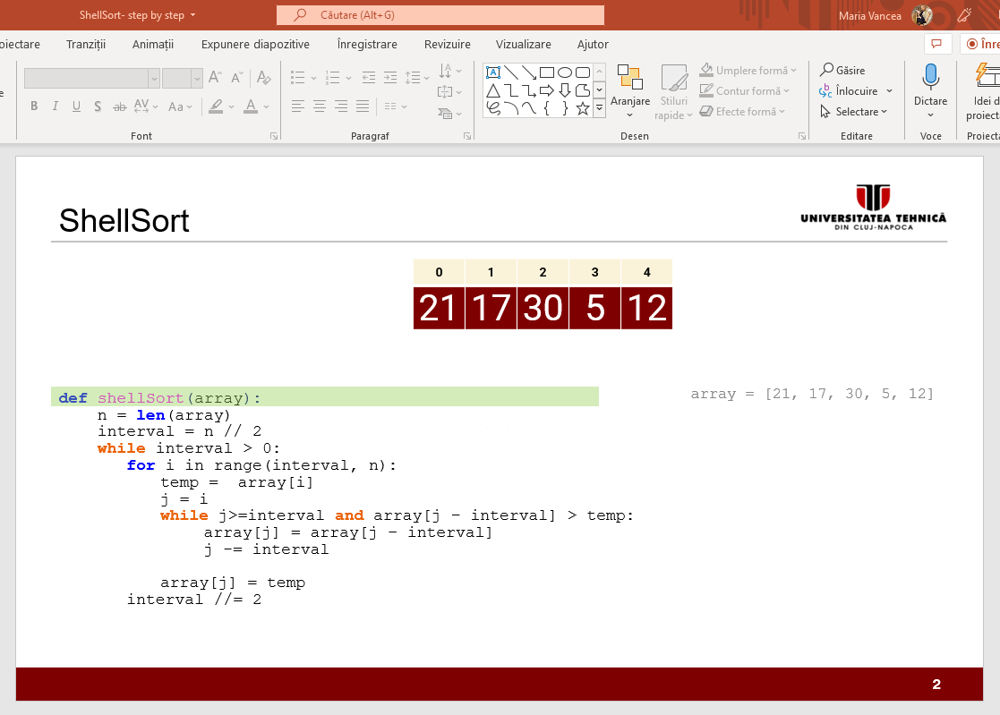 ShellSort- step by step
Căutare (Alt+G)
Maria Vancea
oiectare Tranziții Animații Expunere diapozitive Înregistrare Revizuire Vizualizare Ajutor Înre
B I U S ab AV Aa A
Font
Paragraf
Aranjare
Stiluri
rapide
Umplere formă
Contur formă
Efecte formă
Desen
Găsire
Înlocuire
Selectare
Editare
Dictare
Voce
Idei d
proiect
Proiecta
ShellSort
UNIVERSITATEA TEHNICĂ
DIN CLUJ-NAPOCA
0 1 2 3 4
21 17 30 5 12
def shellSort(array):
array = [21, 17, 30, 5, 12]
n = len(array)
interval = n // 2
while interval > 0:
for i in range(interval, n):
temp =  array[i]
j = i
while j>=interval and array[j - interval] > temp:
array[j] = array[j - interval]
j -= interval
array[j] = temp
interval //= 2
2